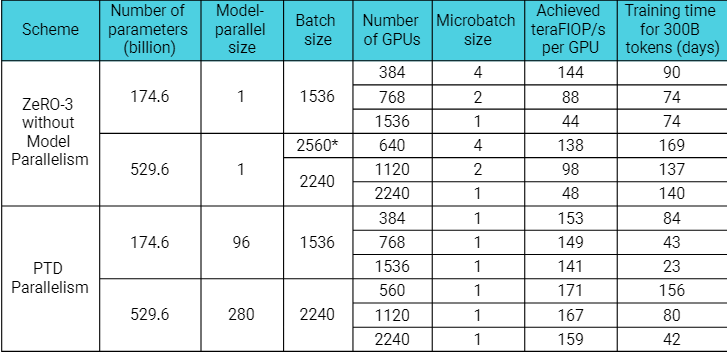 Scheme Number of parameters (billion) Model-parallel size Batch size Number of GPUs Microbatch size Achieved teraFIOP/s per GPU Training time for 300B tokens (days)
ZeRO-3 without Model Parallelism 174.6 1 1536 384 4 144 90
768 2 88 74
1536 1 44 74
529.6 1 2560* 640 4 138 169
2240 1120 2 98 137
2240 1 48 140
PTD Parallelism 174.6 96 1536 384 1 153 84
768 1 149 43
1536 1 141 23
529.6 280 2240 560 1 171 156
1120 1 167 80
2240 1 159 42